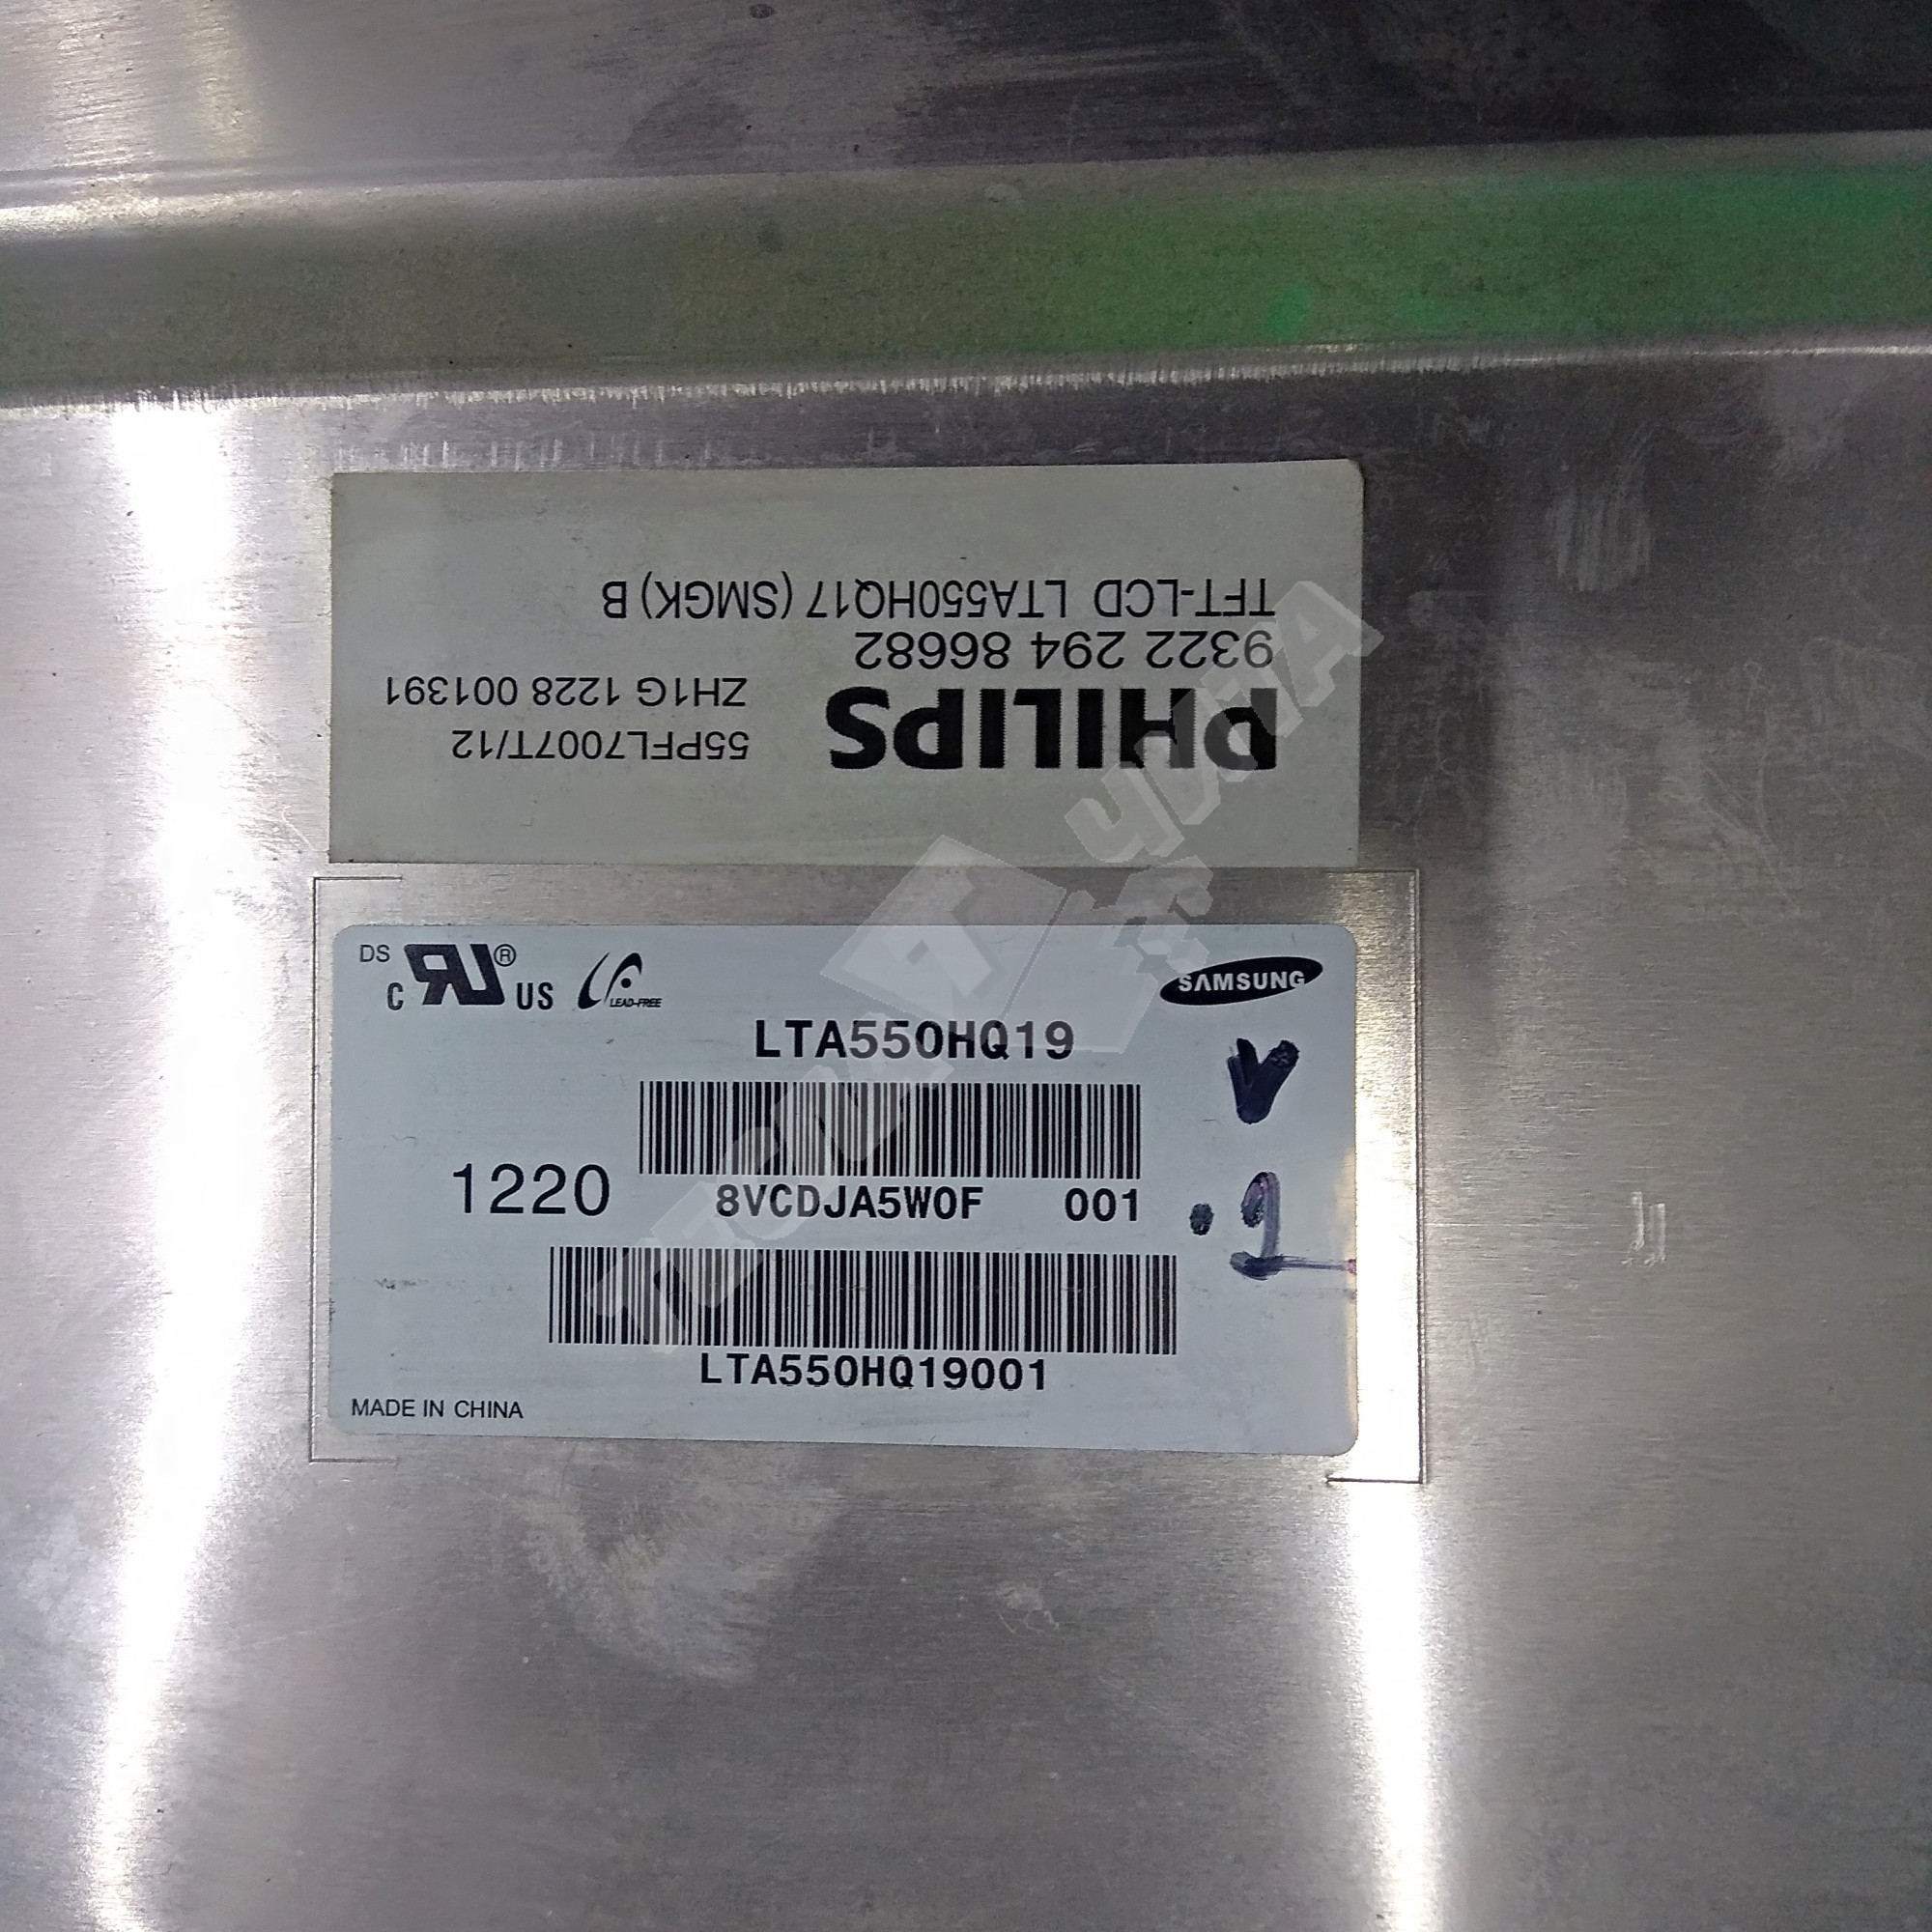 PHILIPS
55PFL7007T/12
ZH1G 1228 001391
9322 294 86682
TFT-LCD LTA550HQ17 (SMGK) B
DS
C RU® US
LEAD-FREE
SAMSUNG
LTA550HQ19
V
1220
8VCDJA5W0F 001
LTA550HQ19001
MADE IN CHINA